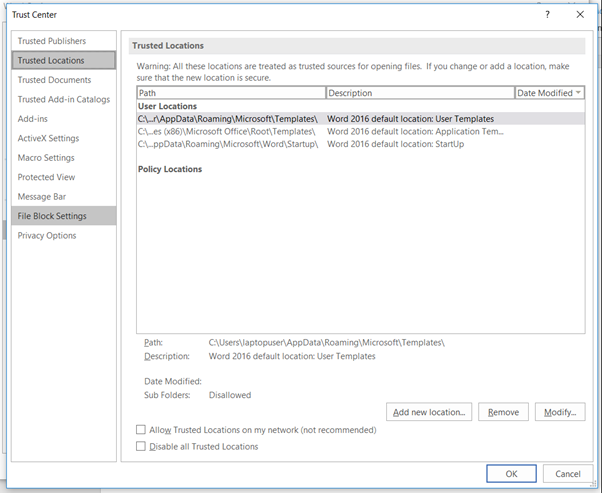 Trust Center
?
Trusted Publishers
Trusted Locations
Trusted Documents
Trusted Add-in Catalogs
Add-ins
ActiveX Settings
Macro Settings
Protected View
Message Bar
File Block Settings
Privacy Options
Trusted Locations
Warning: All these locations are treated as trusted sources for opening files. If you change or add a location, make
sure that the new location is secure.
Path Description Date Modified
User Locations
C:\...r\AppData\Roaming\Microsoft\Templates\ Word 2016 default location: User Templates
C:\...es (x86)\Microsoft Office\Root\Templates\ Word 2016 default location: Application Tem...
C:\...ppData\Roaming\Microsoft\Word\Startup\ Word 2016 default location: StartUp
Policy Locations
Path: C:\Users\laptopuser\AppData\Roaming\Microsoft\Templates\
Description: Word 2016 default location: User Templates
Date Modified:
Sub Folders: Disallowed
Add new location... Remove Modify...
Allow Trusted Locations on my network (not recommended)
Disable all Trusted Locations
OK Cancel